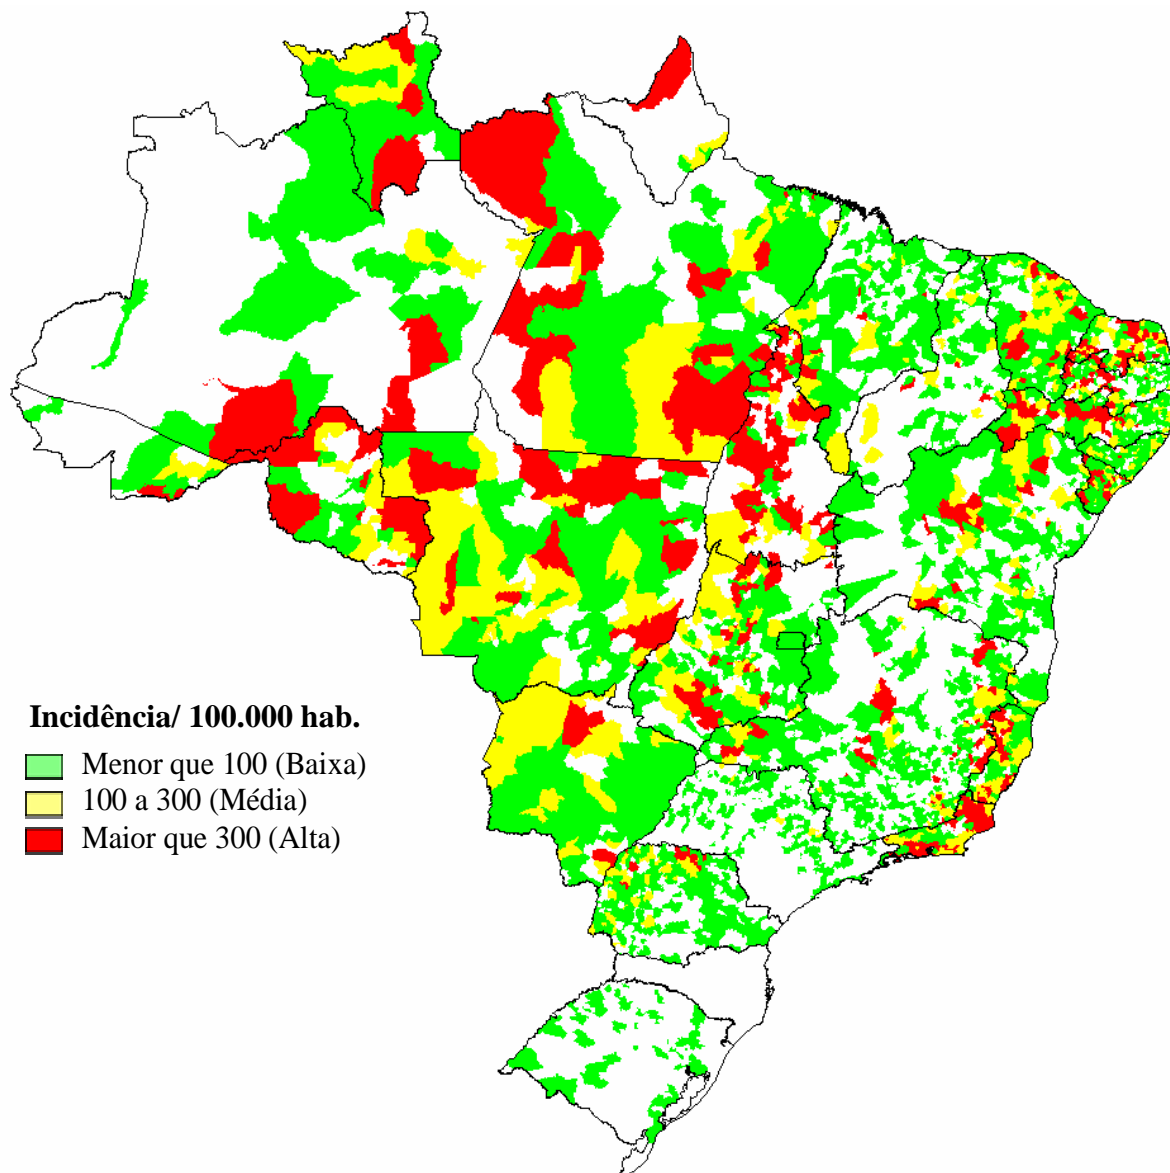 Incidência/ 100.000 hab.
Menor que 100 (Baixa)
100 a 300 (Média)
Maior que 300 (Alta)